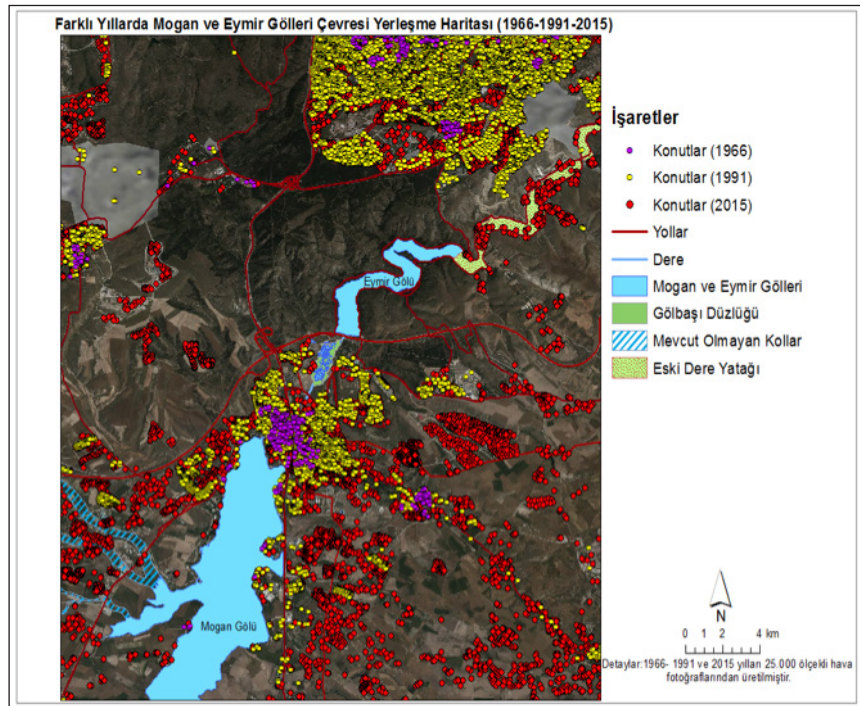 Farklı Yıllarda Mogan ve Eymir Gölleri Çevresi Yerleşme Haritası (1966-1991-2015)
İşaretler
Konutlar (1966)
Konutlar (1991)
Konutlar (2015)
Yollar
Dere
Mogan ve Eymir Gölleri
Gölbaşı Düzlüğü
Mevcut Olmayan Kollar
Eski Dere Yatağı
Eymir Gölü
Mogan Gölü
N
0 1 2 4 km
Detaylar:1966- 1991 ve 2015 yılları 25.000 ölçekli hava
fotoğraflarından üretilmiştir.